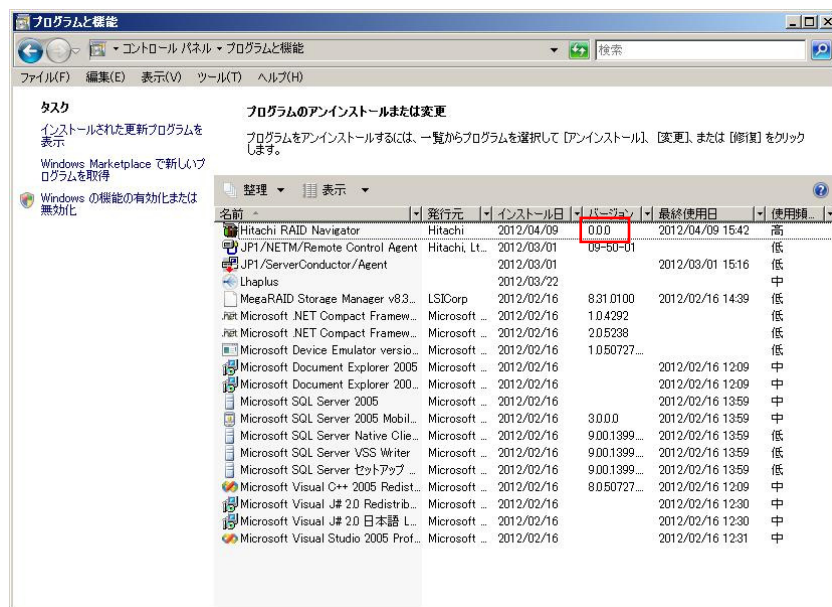 プログラムと機能
コントロール パネル ▾ プログラムと機能
検索
ファイル(F) 編集(E) 表示(V) ツール(T) ヘルプ(H)
タスク
インストールされた更新プログラムを
表示
Windows Marketplace で新しいプ
ログラムを取得
Windows の機能の有効化または
無効化
プログラムのアンインストールまたは変更
プログラムをアンインストールするには、一覧からプログラムを選択して [アンインストール]、[変更]、または [修復] をクリック
します。
整理 表示
名前 発行元 インストール日 バージョン 最終使用日 使用頻...
Hitachi RAID Navigator Hitachi 2012/04/09 0.0.0 2012/04/09 15:42 高
JP1/NETM/Remote Control Agent Hitachi, Lt... 2012/03/01 09-50-01 低
JP1/ServerConductor/Agent 2012/03/01 2012/03/01 15:16 低
Lhaplus 2012/03/22 中
MegaRAID Storage Manager v8.3... LSICorp 2012/02/16 8.31.0100 2012/02/16 14:39 低
Microsoft .NET Compact Framew... Microsoft ... 2012/02/16 1.0.4292 低
Microsoft .NET Compact Framew... Microsoft ... 2012/02/16 2.0.5238 低
Microsoft Device Emulator versio... Microsoft ... 2012/02/16 1.0.50727.... 低
Microsoft Document Explorer 2005 Microsoft ... 2012/02/16 2012/02/16 12:09 中
Microsoft Document Explorer 200... Microsoft ... 2012/02/16 2012/02/16 12:09 中
Microsoft SQL Server 2005 Microsoft ... 2012/02/16 2012/02/16 13:59 中
Microsoft SQL Server 2005 Mobil... Microsoft ... 2012/02/16 3.0.0.0 2012/02/16 13:59 中
Microsoft SQL Server Native Clie... Microsoft ... 2012/02/16 9.00.1399.... 2012/02/16 13:59 低
Microsoft SQL Server VSS Writer Microsoft ... 2012/02/16 9.00.1399.... 2012/02/16 13:59 低
Microsoft SQL Server セットアップ ... Microsoft ... 2012/02/16 9.00.1399.... 2012/02/16 13:59 低
Microsoft Visual C++ 2005 Redist... Microsoft ... 2012/02/16 8.0.50727.... 2012/02/16 12:09 中
Microsoft Visual J# 2.0 Redistrib... Microsoft ... 2012/02/16 2012/02/16 12:30 中
Microsoft Visual J# 2.0 日本語 L... Microsoft ... 2012/02/16 2012/02/16 12:30 中
Microsoft Visual Studio 2005 Prof... Microsoft ... 2012/02/16 2012/02/16 12:31 中